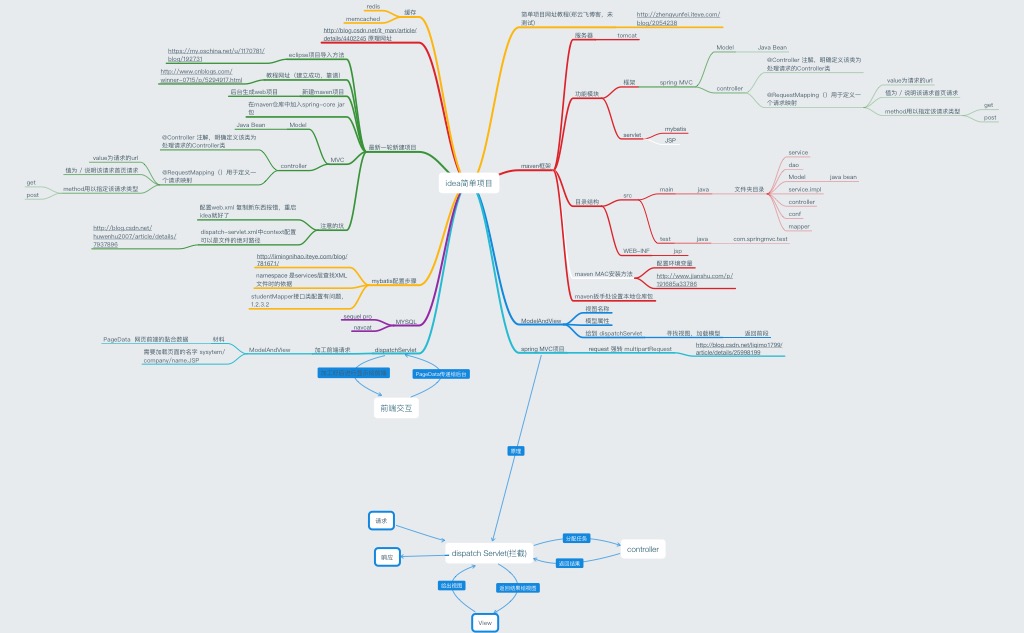 redis
缓存
memcached
http://blog.csdn.net/it_man/article/
details/4402245 原理网址
https://my.oschina.net/u/1170781/
blog/192731
eclipse项目导入方法
http://www.cnblogs.com/
winner-0715/p/5294917.html
教程网址（建立成功、靠谱）
后台生成web项目
新建maven项目
在maven仓库中加入spring-core jar
包
最新一轮新建项目
Java Bean
Model
@Controller 注解，明确定义该类为
处理请求的Controller类
MVC
controller
value为请求的url
值为 / 说明该请求首页请求
@RequestMapping（）用于定义一
个请求映射
get
post
method用以指定该请求类型
配置web.xml 复制新东西按钮，重启
idea就好了
注意的坑
http://blog.csdn.net/
huwenhu2007/article/details/
7937896
dispatch-servlet.xml中context配置
可以是文件的绝对路径
http://limingnihao.iteye.com/blog/
781671/
namespace 是services层查找XML
文件时的依据
mybatis配置步骤
studentMapper接口类配置有问题，
1.2.3.2
sequel pro
MYSQL
navcat
PageData 网页前端的黏合数据
材料
需要加载页面的名字 sysytem/
company/name.JSP
ModelAndView
加工前端请求
dispatchServlet
PageData传递给后台
前端交互
idea简单项目
简单项目网址教程(郑云飞博客，未
测试)
http://zhengyunfei.iteye.com/
blog/2054238
服务器
tomcat
功能模块
框架
spring MVC
Model
Java Bean
controller
@Controller 注解，明确定义该类为
处理请求的Controller类
@RequestMapping（）用于定义一
个请求映射
value为请求的url
值为 / 说明该请求首页请求
method用以指定该请求类型
get
post
servlet
mybatis
JSP
maven框架
目录结构
src
main
java
文件夹目录
service
dao
Model
java bean
service.impl
controller
conf
mapper
test
java
com.springmvc.test
WEB-INF
jsp
maven MAC安装方法
配置环境变量
http://www.jianshu.com/p/
191685a33786
maven扳手处设置本地仓库包
ModelAndView
视图名称
模型属性
给到 dispatchServlet
寻找视图、加载模型
返回前段
spring MVC项目
request 强转 multipartRequest
http://blog.csdn.net/liqimo1799/
article/details/25998199
原理
请求
响应
dispatch Servlet(拦截)
分配任务
返回结果
controller
给出视图
返回结果给视图
View